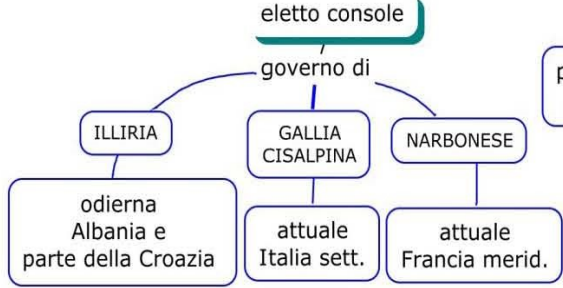 eletto console
governo di
p
ILLIRIA
GALLIA
CISALPINA
NARBONESE
odierna
Albania e
parte della Croazia
attuale
Italia sett.
attuale
Francia merid.